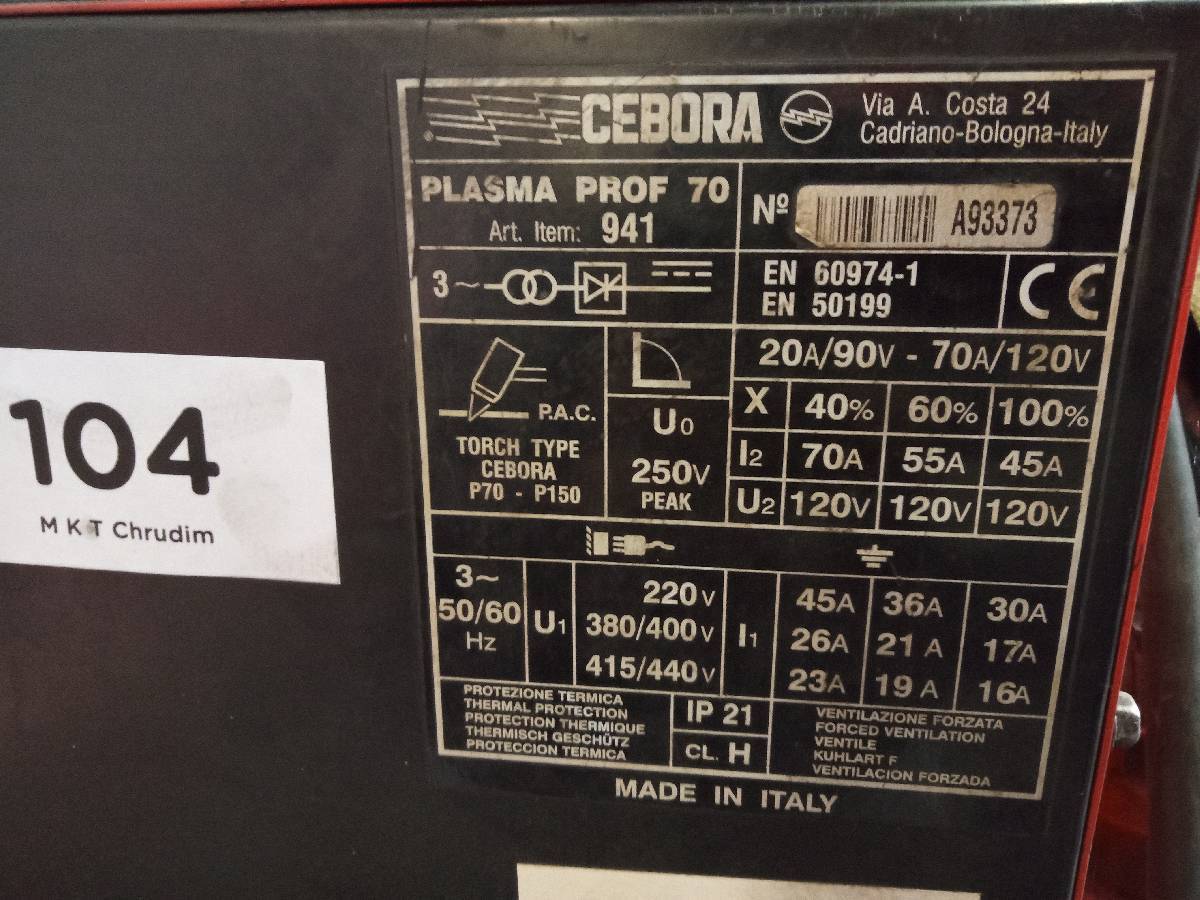 CEBORA
Via A. Costa 24
Cadriano-Bologna-Italy
PLASMA PROF 70
Art. Item: 941
Nº A93373
3~
EN 60974-1
EN 50199
CE
P.A.C.
TORCH TYPE
CEBORA
P70 - P150
U0
250V
PEAK
20A/90V - 70A/120V
X 40% 60% 100%
I2 70A 55A 45A
U2 120V 120V 120V
3~
50/60
Hz
U1
220V
380/400V
415/440V
I1
45A 36A 30A
26A 21A 17A
23A 19A 16A
PROTEZIONE TERMICA
THERMAL PROTECTION
PROTECTION THERMIQUE
THERMISCH GESCHÜTZ
PROTECCION TERMICA
IP 21
CL. H
VENTILAZIONE FORZATA
FORCED VENTILATION
VENTILE
KUHLART F
VENTILACION FORZADA
MADE IN ITALY
104
MKT Chrudim